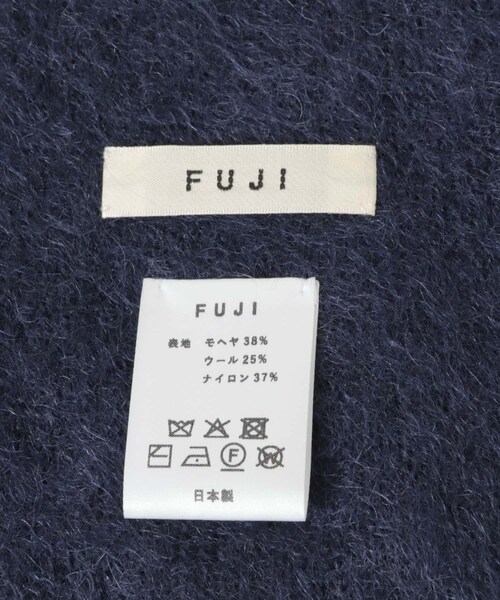 FUJI
FUJI
表地 モヘヤ 38%
ウール 25%
ナイロン 37%
F
W
日本製